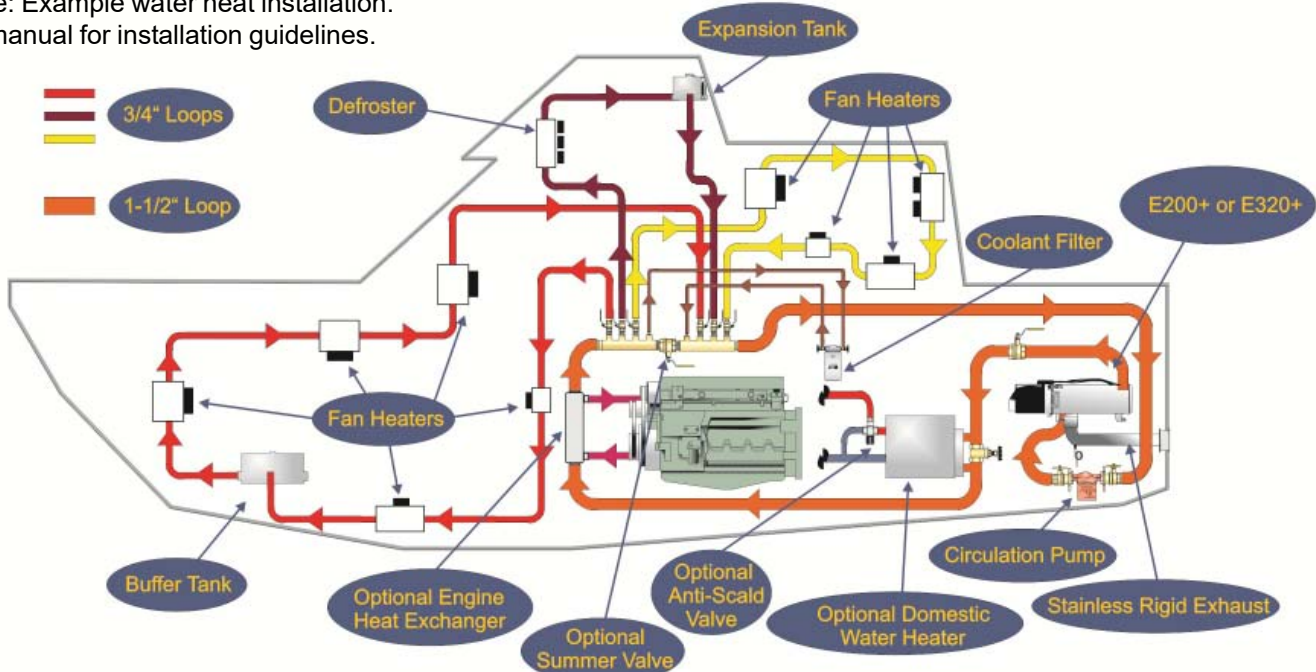 e: Example water heat installation.
manual for installation guidelines.
Expansion Tank
Defroster
Fan Heaters
3/4“ Loops
1-1/2“ Loop
E200+ or E320+
Coolant Filter
Fan Heaters
Buffer Tank
Optional Engine
Heat Exchanger
Optional
Summer Valve
Optional
Anti-Scald
Valve
Optional Domestic
Water Heater
Circulation Pump
Stainless Rigid Exhaust